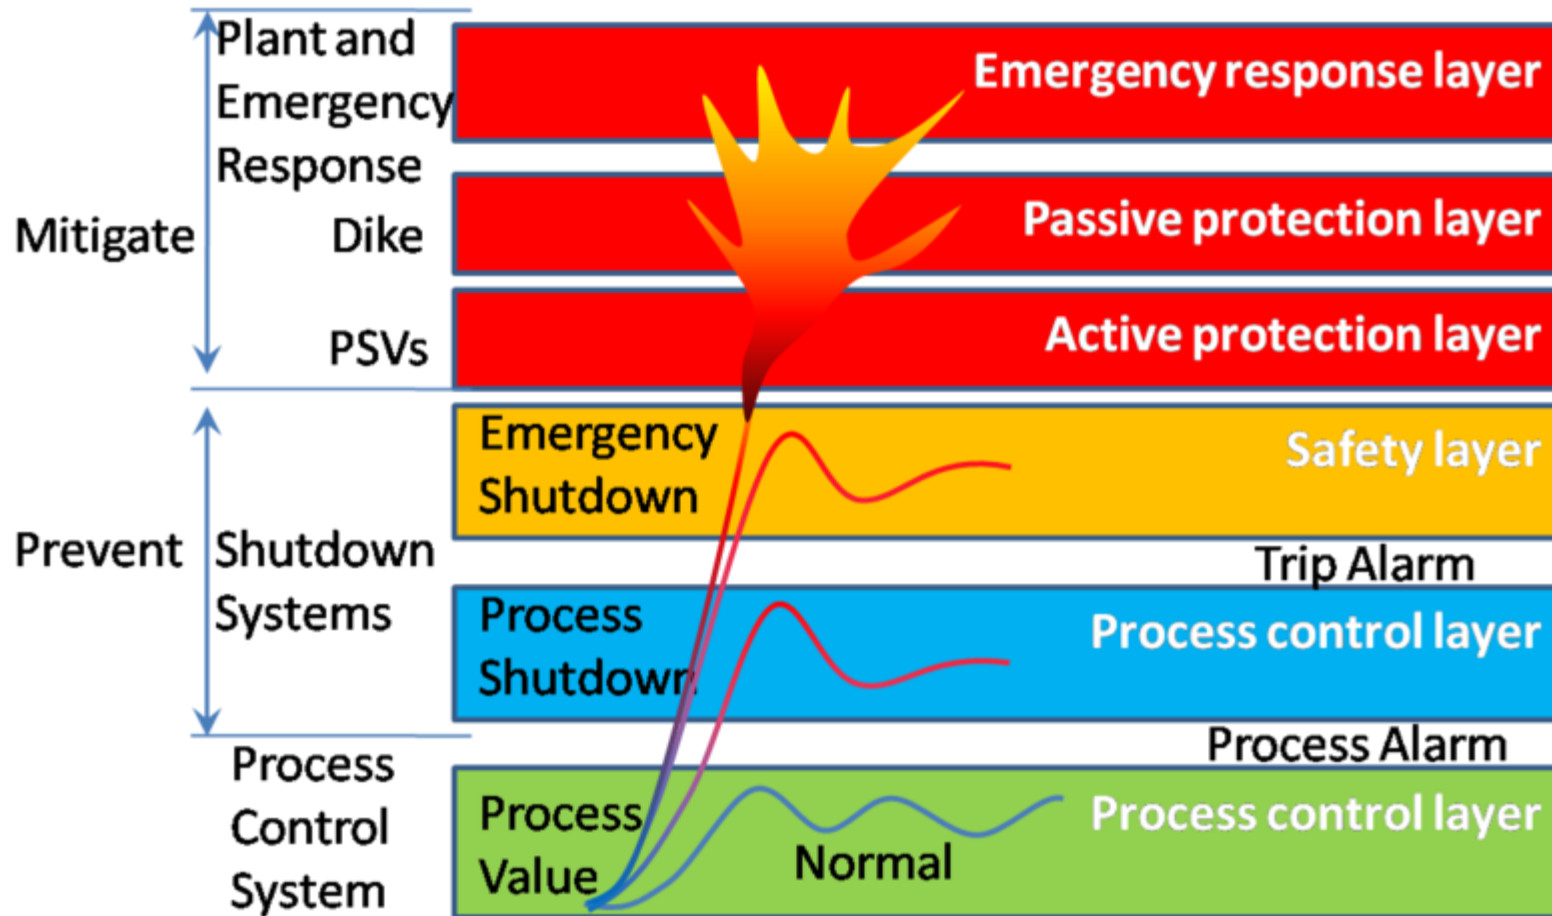 Plant and
Emergency
Response
Emergency response layer
Mitigate
Dike
Passive protection layer
PSVs
Active protection layer
Emergency
Shutdown
Safety layer
Prevent
Shutdown
Systems
Trip Alarm
Process
Shutdown
Process control layer
Process Alarm
Process
Control
System
Process
Value
Normal
Process control layer